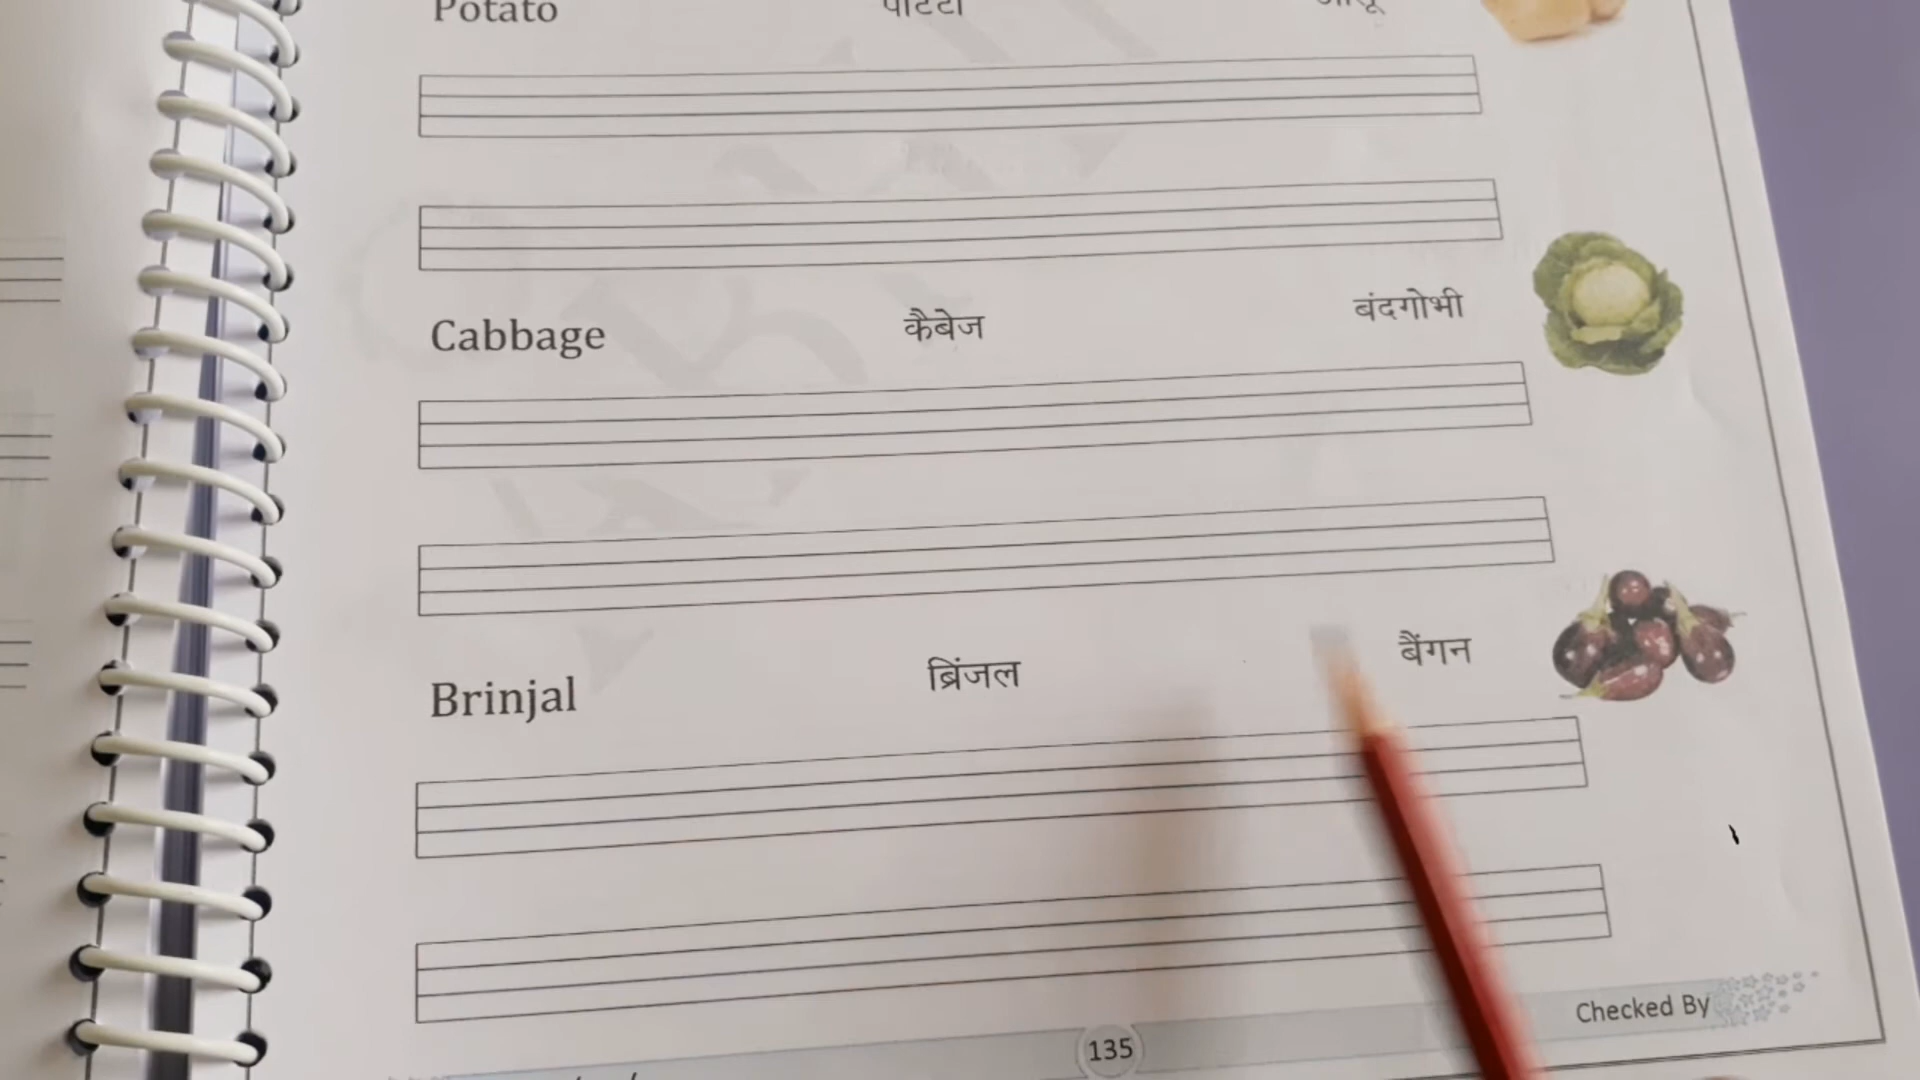 Potato
Cabbage कैबेज बंदगोभी
Brinjal ब्रिंजल बैंगन
Checked By
135